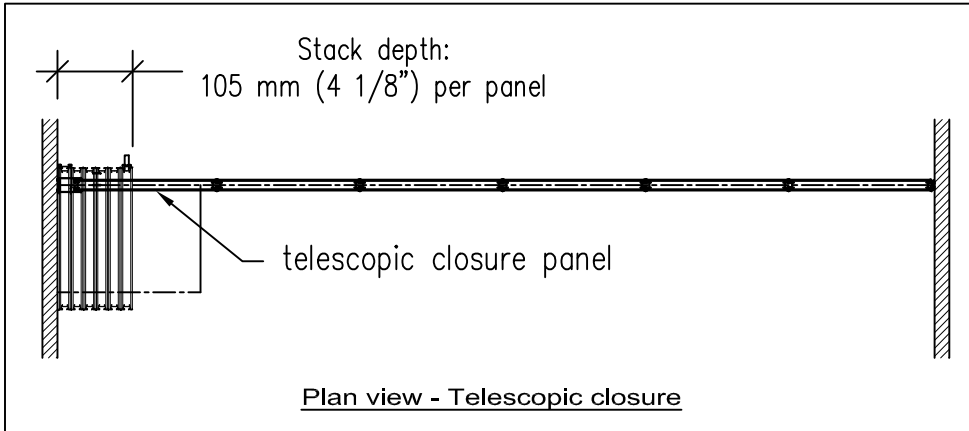 Stack depth:
105 mm (4 1/8”) per panel
telescopic closure panel
Plan view - Telescopic closure